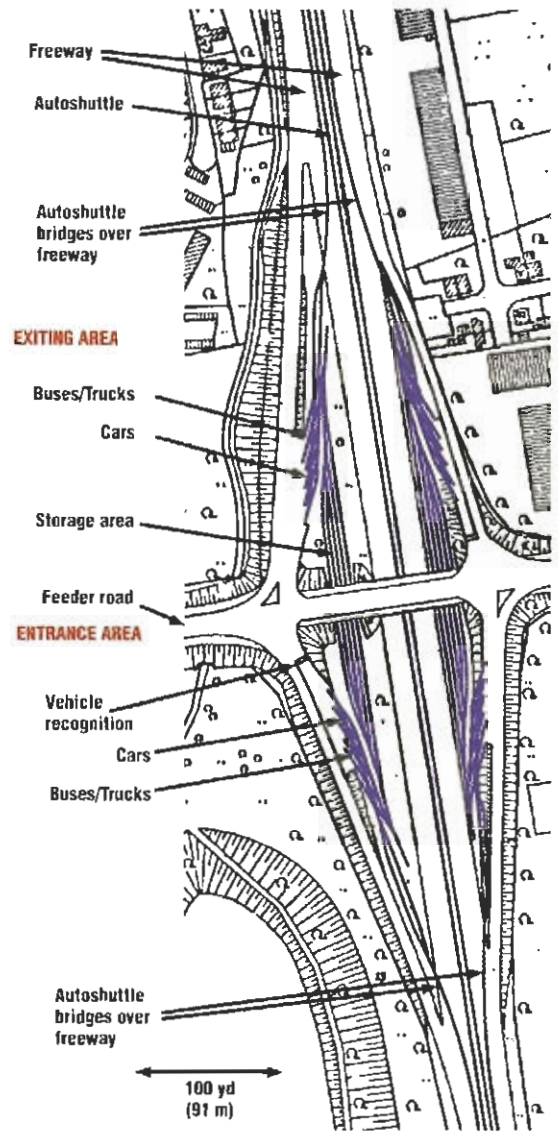 Freeway
Autoshuttle
Autoshuttle
bridges over
freeway
EXITING AREA
Buses/Trucks
Cars
Storage area
Feeder road
ENTRANCE AREA
Vehicle
recognition
Cars
Buses/Trucks
Autoshuttle
bridges over
freeway
100 yd
(91 m)